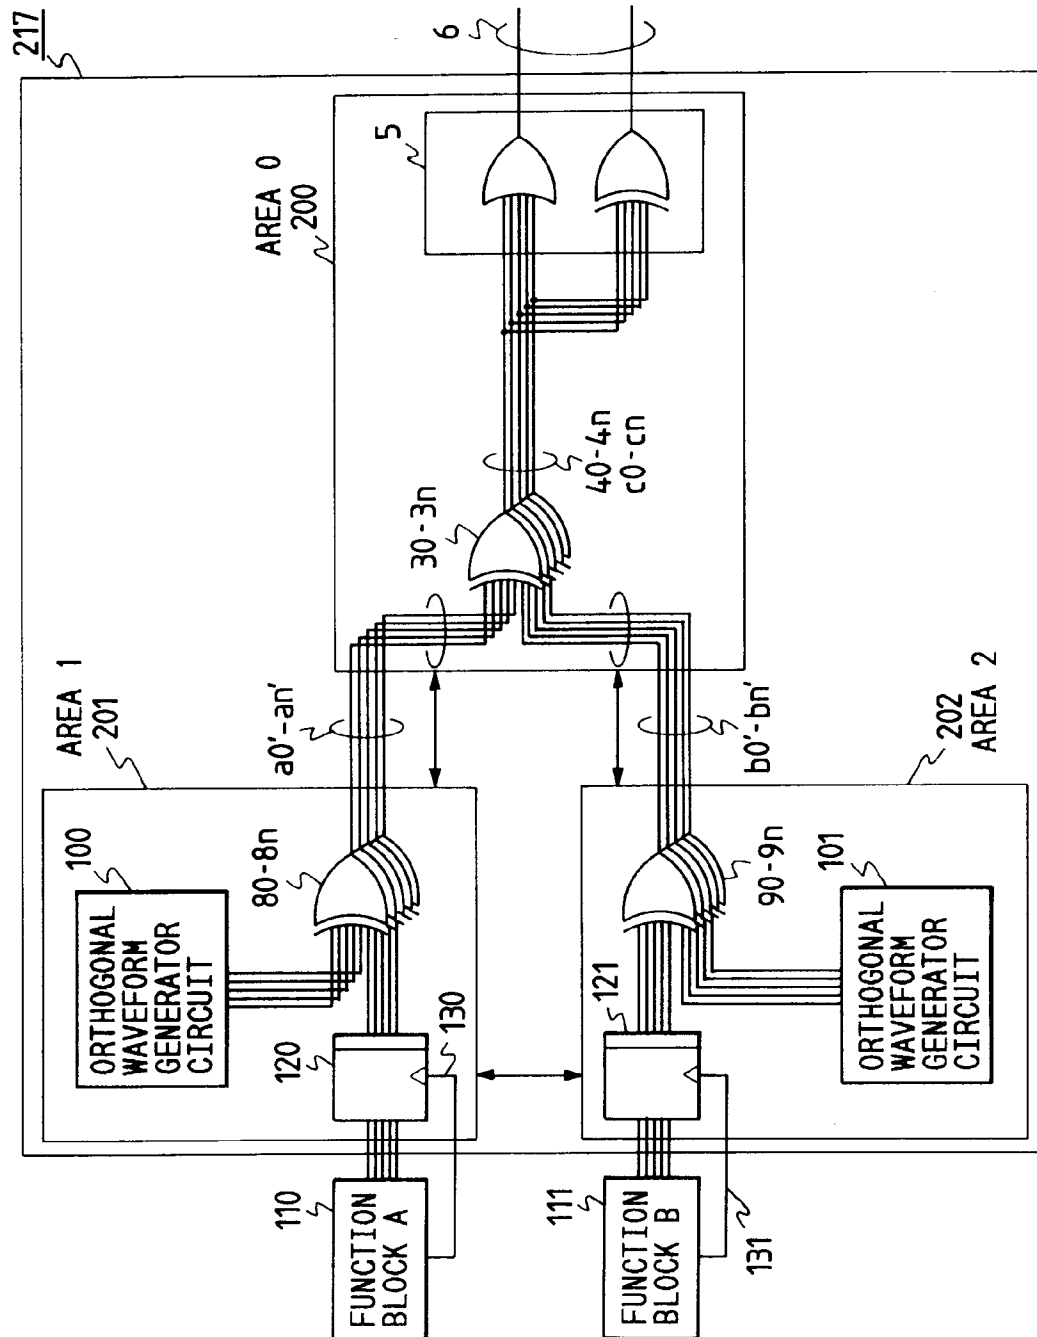 217
6
AREA 0
200
5
40-4n
c0-cn
30-3n
AREA 1
201
a0'-an'
b0'-bn'
202
AREA 2
100
ORTHOGONAL
WAVEFORM
GENERATOR
CIRCUIT
80-8n
120
130
90-9n
121
101
ORTHOGONAL
WAVEFORM
GENERATOR
CIRCUIT
110
FUNCTION
BLOCK A
111
FUNCTION
BLOCK B
131